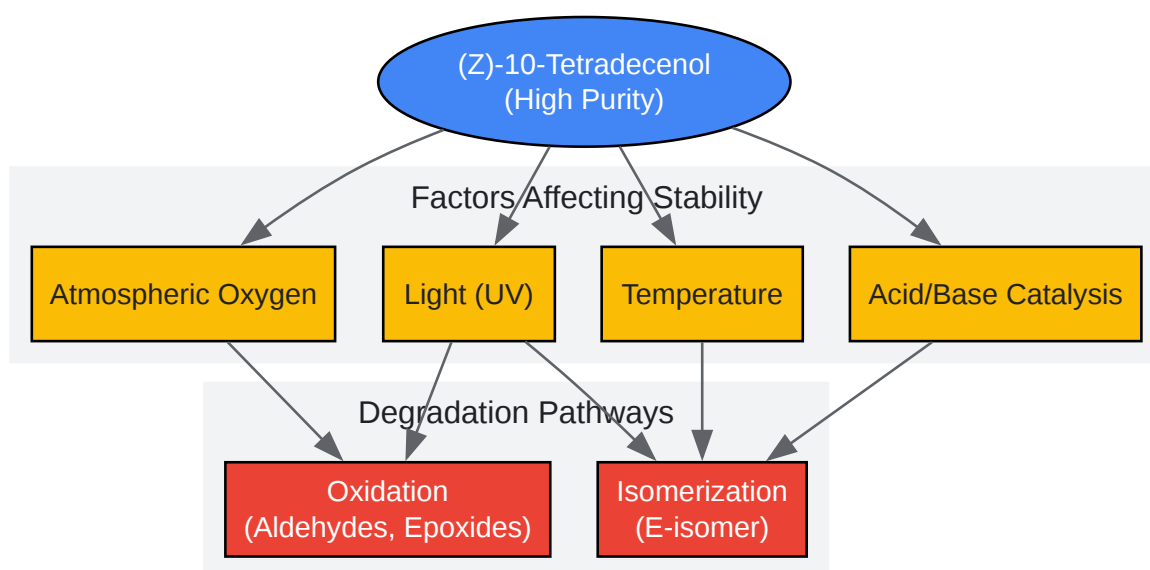 (Z)-10-Tetradecenol
(High Purity)
Factors Affecting Stability
Atmospheric Oxygen
Light (UV)
Temperature
Acid/Base Catalysis
Degradation Pathways
Oxidation
(Aldehydes, Epoxides)
Isomerization
(E-isomer)